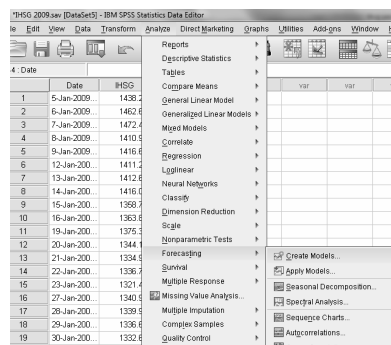 *IHSG 2009.sav [DataSet5] - IBM SPSS Statistics Data Editor
Edit View Data Transform Analyze Direct Marketing Graphs Utilities Add-ons Window
4 : Date
Date IHSG var var
1 5-Jan-2009... 1438.2
2 6-Jan-2009... 1462.6
3 7-Jan-2009... 1472.4
4 8-Jan-2009... 1410.9
5 9-Jan-2009... 1416.6
6 12-Jan-200... 1411.2
7 13-Jan-200... 1412.6
8 14-Jan-200... 1416.0
9 15-Jan-200... 1358.7
10 16-Jan-200... 1363.8
11 19-Jan-200... 1375.3
12 20-Jan-200... 1344.1
13 21-Jan-200... 1334.9
14 22-Jan-200... 1336.7
15 23-Jan-200... 1321.4
16 27-Jan-200... 1340.9
17 28-Jan-200... 1339.9
18 29-Jan-200... 1336.6
19 30-Jan-200... 1332.6
Reports
Descriptive Statistics
Tables
Compare Means
General Linear Model
Generalized Linear Models
Mixed Models
Correlate
Regression
Loglinear
Neural Networks
Classify
Dimension Reduction
Scale
Nonparametric Tests
Forecasting
Survival
Multiple Response
Missing Value Analysis...
Multiple Imputation
Complex Samples
Quality Control
Create Models...
Apply Models...
Seasonal Decomposition...
Spectral Analysis...
Sequence Charts...
Autocorrelations...